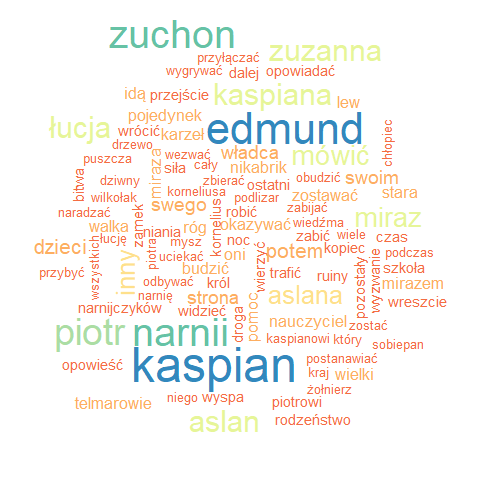 zuchon
przyłączać
zuzanna
wygrywać
dalej
opowiadać
idą
przejście
kaspiana
lew
pojedynek
wrócić
karzeł
edmund
łucja
drzewo
puszcza
miraza
wezwać
siła
cały
władca
nikabrik
mówić
chłopiec
obudzić
swoim
bitwa
dziwny
korneliusa
zbierać
ostatni
zostawać
stara
wilkołak
swego
podlizar
zabijać
miraz
naradzać
walka
zamek
róg
kornelius
robić
okazywać
wiedźma
zabić
wiele
czas
dzieci
wszystkich
łucję
piotra
niania
mysz
noc
oni
wierzyć
potem
kopiec
pozostały
wyzwanie
podczas
szkoła
przybyć
inny
uciekać
budzić
trafić
ruiny
odbywać
król
aslana
mirazem
narnię
strona
wreszcie
narnijczyków
widzieć
droga
pomoc
nauczyciel
zostać
piotr
narnii
kaspianowi
który
sobiepan
opowieść
kaspian
postanawiać
kraj
wielki
żołnierz
telmarowie
niego
wyspa
piotrowi
aslan
rodzeństwo